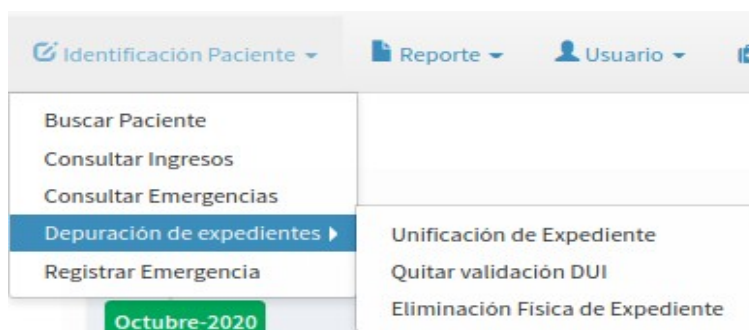 Identificación Paciente
Reporte
Usuario
Buscar Paciente
Consultar Ingresos
Consultar Emergencias
Depuración de expedientes
Registrar Emergencia
Unificación de Expediente
Quitar validación DUI
Eliminación Física de Expediente
Octubre-2020